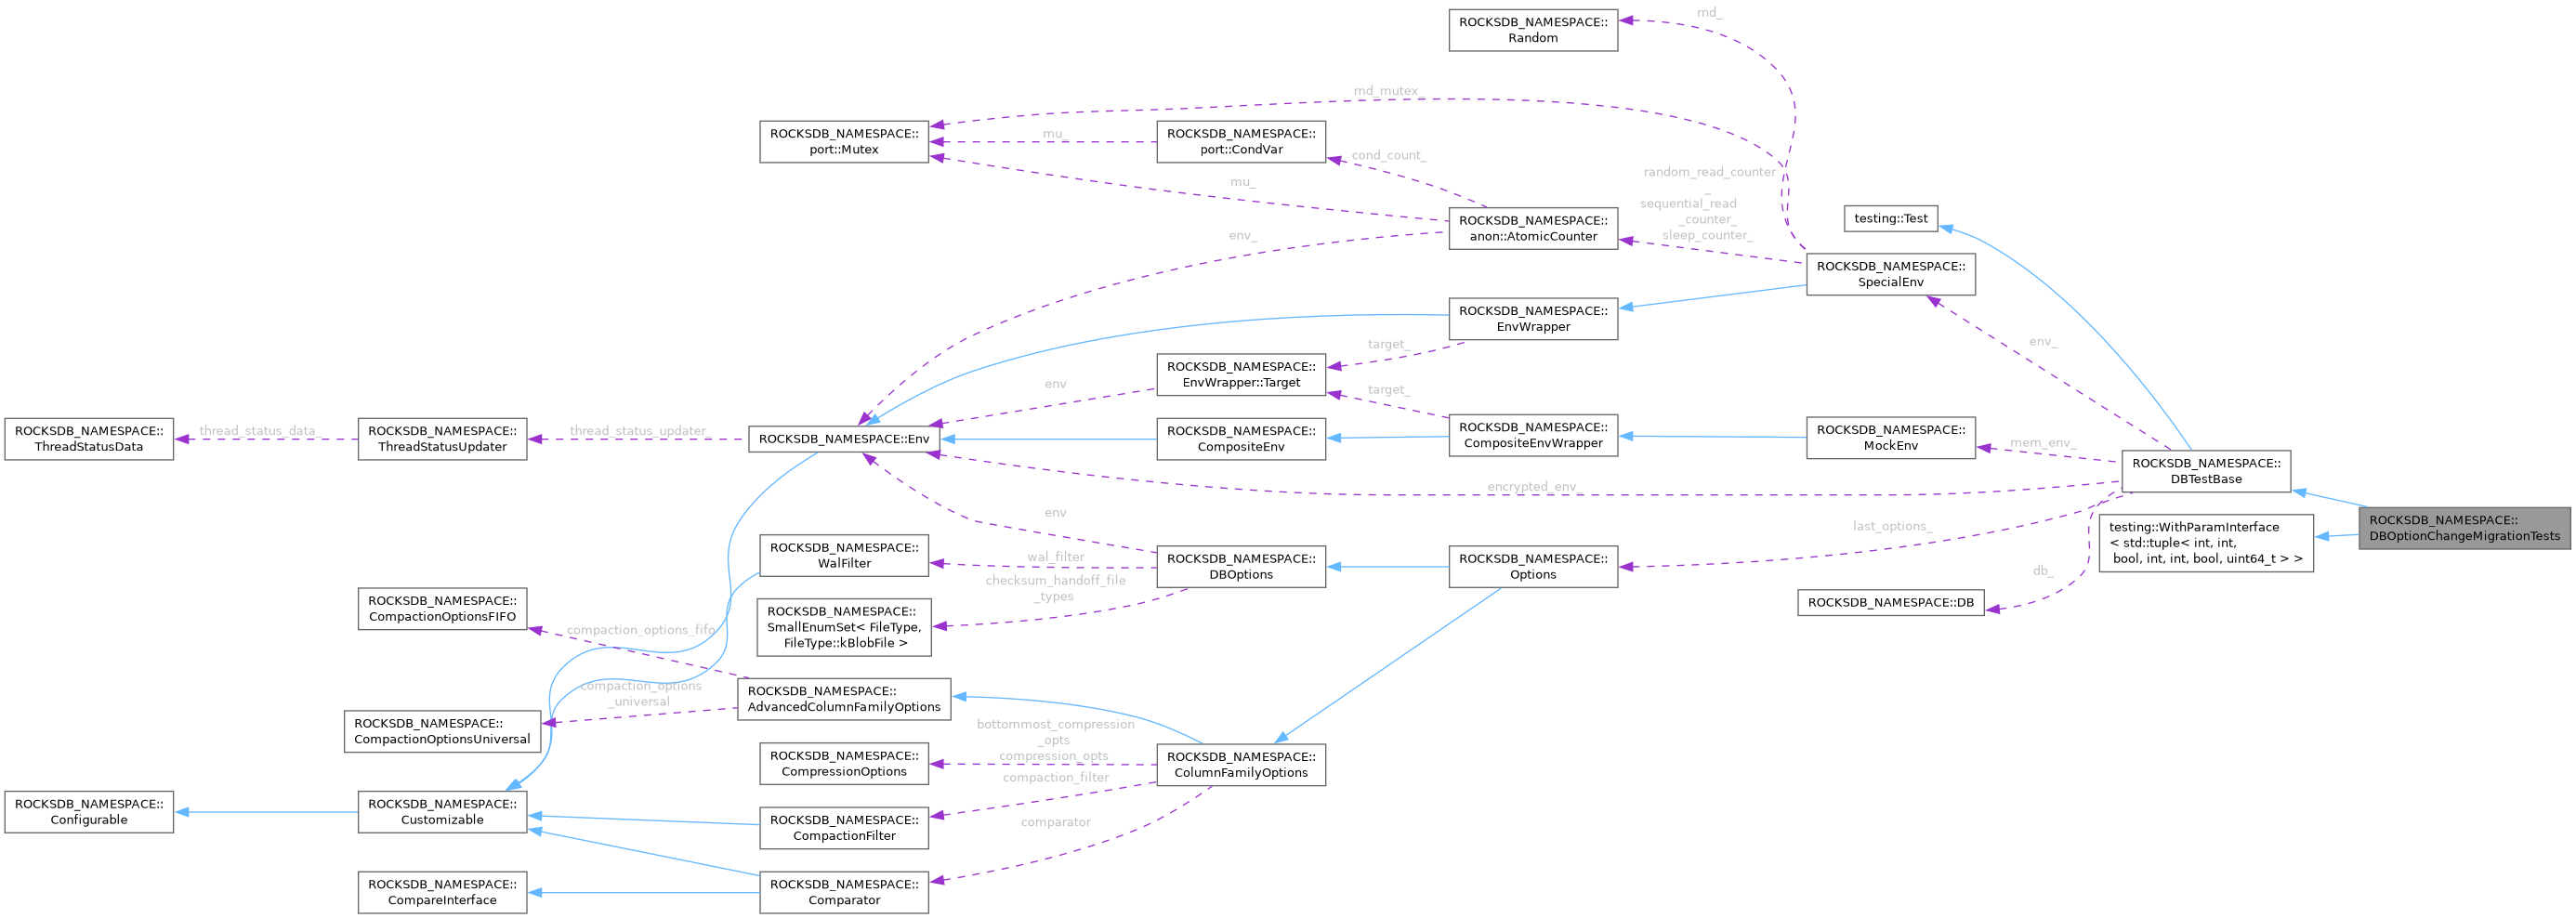 ROCKSDB_NAMESPACE::
Random
rnd_
rnd_mutex_
ROCKSDB_NAMESPACE::
port::Mutex
mu_
ROCKSDB_NAMESPACE::
port::CondVar
cond_count_
mu_
random_read_counter
_
sequential_read
_counter_
sleep_counter_
ROCKSDB_NAMESPACE::
anon::AtomicCounter
env_
testing::Test
ROCKSDB_NAMESPACE::
SpecialEnv
ROCKSDB_NAMESPACE::
EnvWrapper
target_
env_
ROCKSDB_NAMESPACE::
EnvWrapper::Target
env
target_
ROCKSDB_NAMESPACE::
ThreadStatusData
thread_status_data_
ROCKSDB_NAMESPACE::
ThreadStatusUpdater
thread_status_updater_
ROCKSDB_NAMESPACE::Env
ROCKSDB_NAMESPACE::
CompositeEnv
ROCKSDB_NAMESPACE::
CompositeEnvWrapper
ROCKSDB_NAMESPACE::
MockEnv
mem_env_
ROCKSDB_NAMESPACE::
DBTestBase
encrypted_env_
env
last_options_
testing::WithParamInterface
< std::tuple< int, int,
bool, int, int, bool, uint64_t > >
ROCKSDB_NAMESPACE::
DBOptionChangeMigrationTests
ROCKSDB_NAMESPACE::
WalFilter
wal_filter
ROCKSDB_NAMESPACE::
DBOptions
ROCKSDB_NAMESPACE::
Options
db_
checksum_handoff_file
_types
ROCKSDB_NAMESPACE::DB
ROCKSDB_NAMESPACE::
CompactionOptionsFIFO
compaction_options_fifo
ROCKSDB_NAMESPACE::
SmallEnumSet< FileType,
FileType::kBlobFile >
compaction_options
_universal
ROCKSDB_NAMESPACE::
AdvancedColumnFamilyOptions
ROCKSDB_NAMESPACE::
CompactionOptionsUniversal
bottommost_compression
_opts
compression_opts
ROCKSDB_NAMESPACE::
CompressionOptions
ROCKSDB_NAMESPACE::
ColumnFamilyOptions
compaction_filter
ROCKSDB_NAMESPACE::
Configurable
ROCKSDB_NAMESPACE::
Customizable
ROCKSDB_NAMESPACE::
CompactionFilter
comparator
ROCKSDB_NAMESPACE::
CompareInterface
ROCKSDB_NAMESPACE::
Comparator